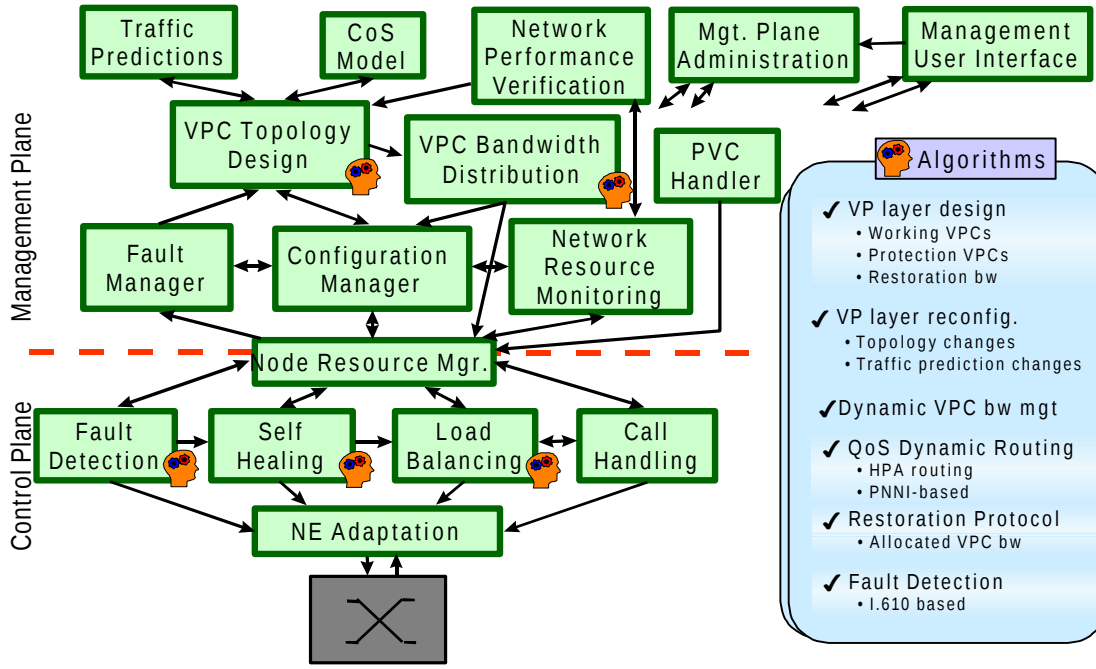 Traffic
Predictions
CoS
Model
Network
Performance
Verification
Mgt. Plane
Administration
Management
User Interface
VPC Topology
Design
VPC Bandwidth
Distribution
PVC
Handler
Fault
Manager
Configuration
Manager
Network
Resource
Monitoring
Management Plane
Node Resource Mgr.
Control Plane
Fault
Detection
Self
Healing
Load
Balancing
Call
Handling
NE Adaptation
Algorithms
✓ VP layer design
• Working VPCs
• Protection VPCs
• Restoration bw
✓ VP layer reconfig.
• Topology changes
• Traffic prediction changes
✓Dynamic VPC bw mgt
✓ QoS Dynamic Routing
• HPA routing
• PNNI-based
✓ Restoration Protocol
• Allocated VPC bw
✓ Fault Detection
• I.610 based